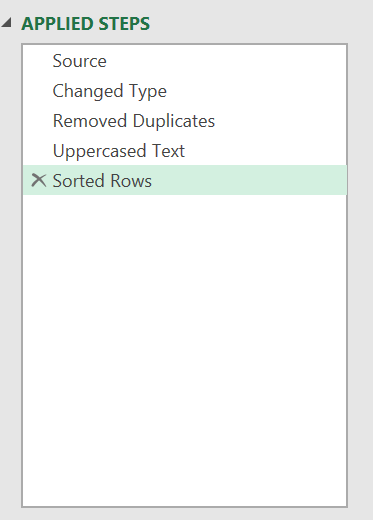 APPLIED STEPS
Source
Changed Type
Removed Duplicates
Uppercased Text
Sorted Rows